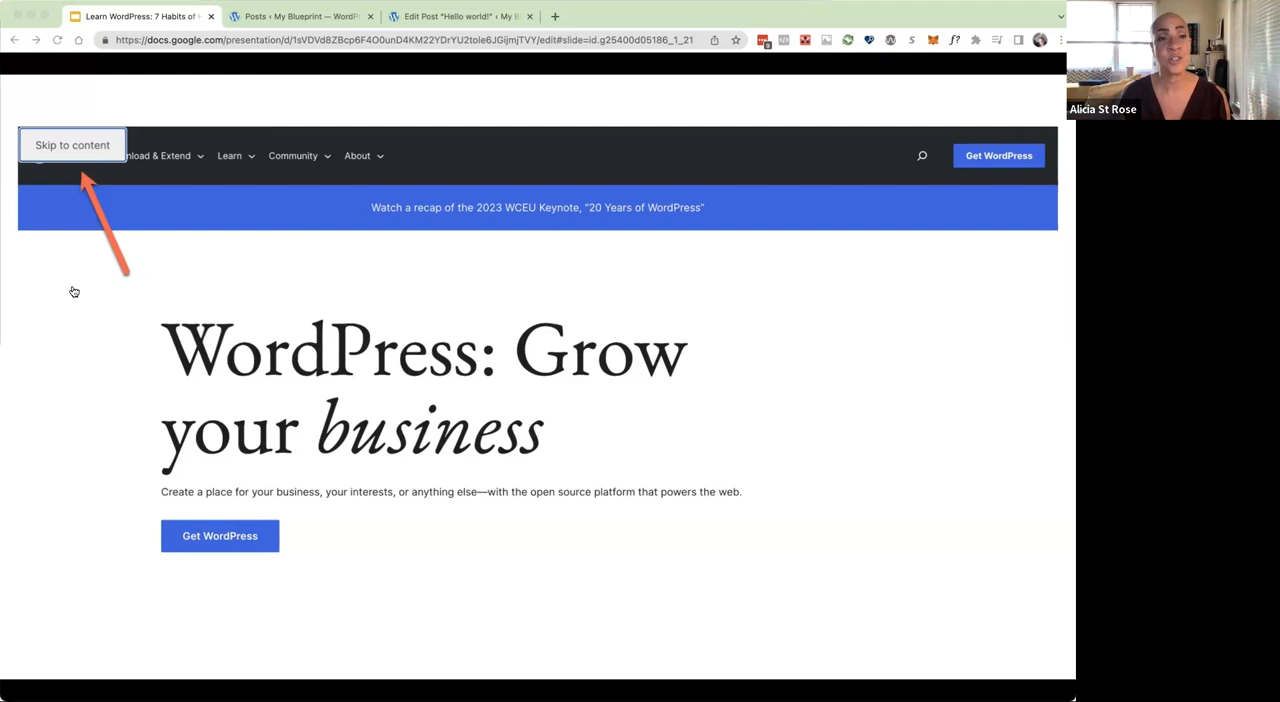 Learn WordPress: 7 Habits of H
Posts ‹ My Blueprint — WordP
Edit Post "Hello world!" ‹ My B
https://docs.google.com/presentation/d/1sVDVd8ZBcp6F4O0unD4KM22YDrYU2tole6JGijmjTVY/edit#slide=id.g25400d05186_1_21
Alicia St Rose
Skip to content
nload & Extend
Learn
Community
About
Get WordPress
Watch a recap of the 2023 WCEU Keynote, "20 Years of WordPress"
WordPress: Grow
your business
Create a place for your business, your interests, or anything else—with the open source platform that powers the web.
Get WordPress